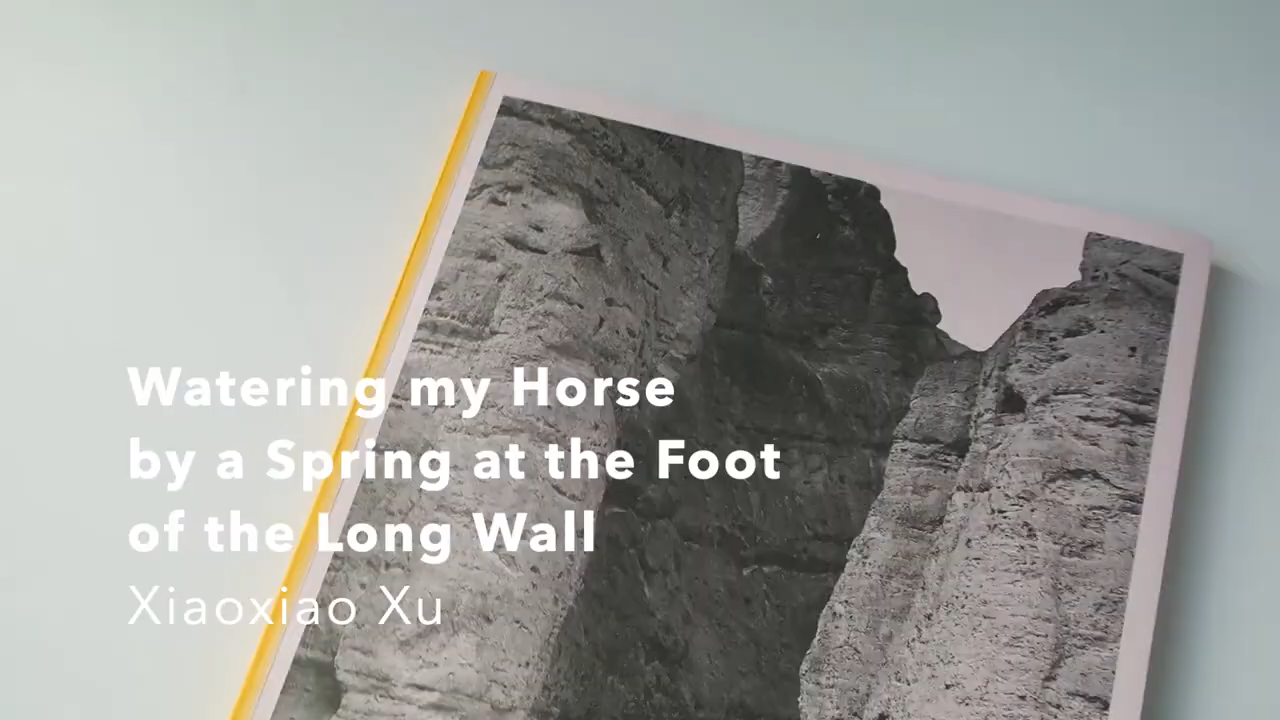 Watering my Horse
by a Spring at the Foot
of the Long Wall
Xiaoxiao Xu